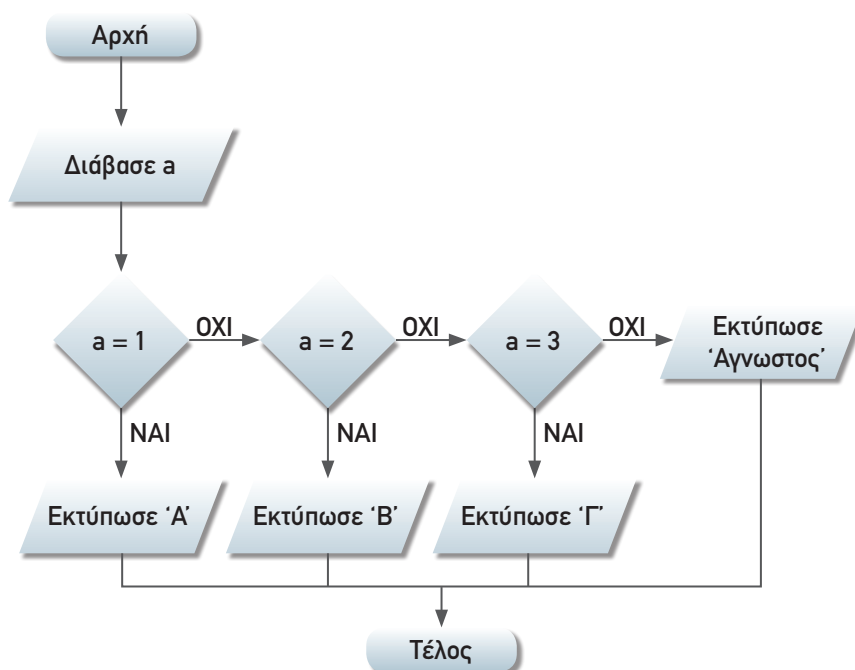 Αρχή
Διάβασε a
a = 1
ΟΧΙ
a = 2
ΟΧΙ
a = 3
ΟΧΙ
Εκτύπωσε
‘Αγνωστος’
ΝΑΙ
ΝΑΙ
ΝΑΙ
Εκτύπωσε ‘Α’
Εκτύπωσε ‘Β’
Εκτύπωσε ‘Γ’
Τέλος